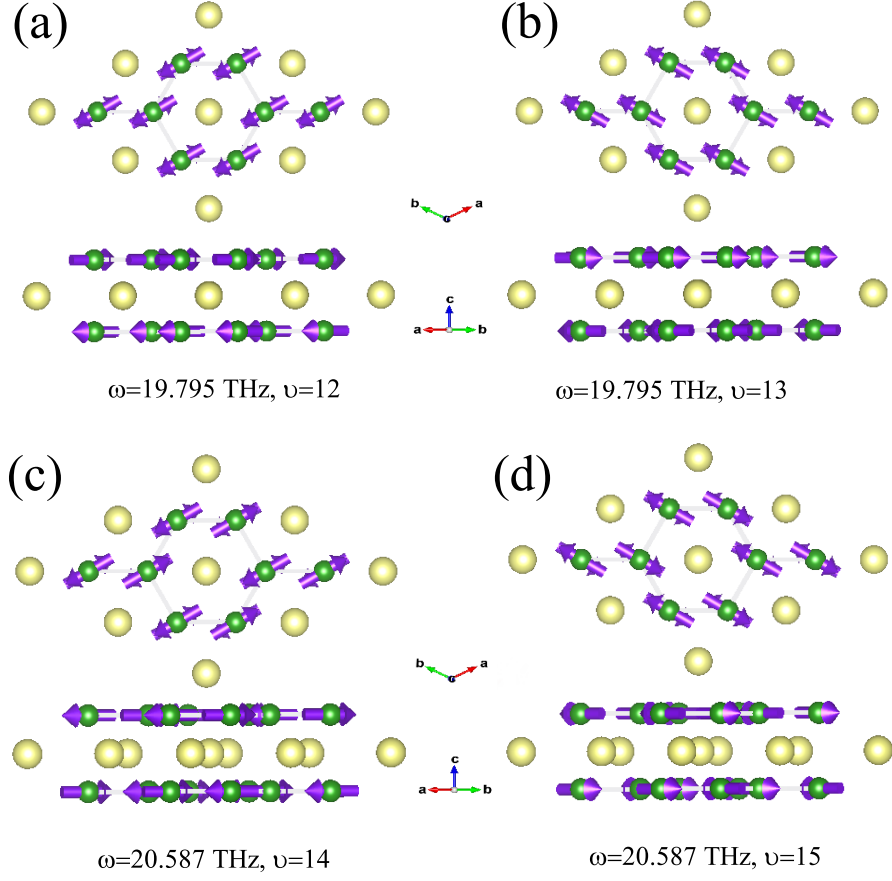 (a)
(b)
b a
c
c
a b
ω=19.795 THz, υ=12
ω=19.795 THz, υ=13
(c)
(d)
b a
c
c
a b
ω=20.587 THz, υ=14
ω=20.587 THz, υ=15